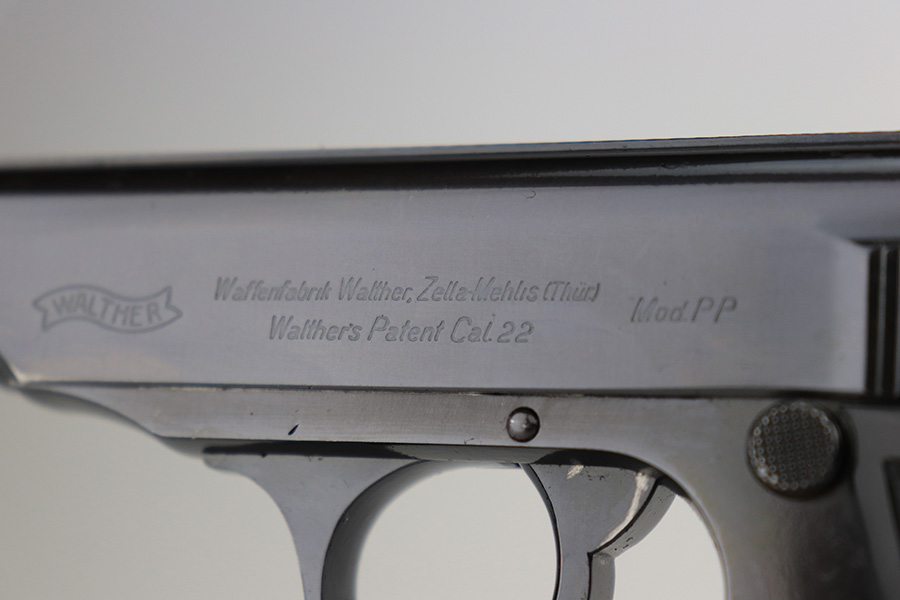 WALTHER
Waffenfabrik Walther, Zella-Mehlis (Thür)
Walther's Patent Cal. 22
Mod. PP